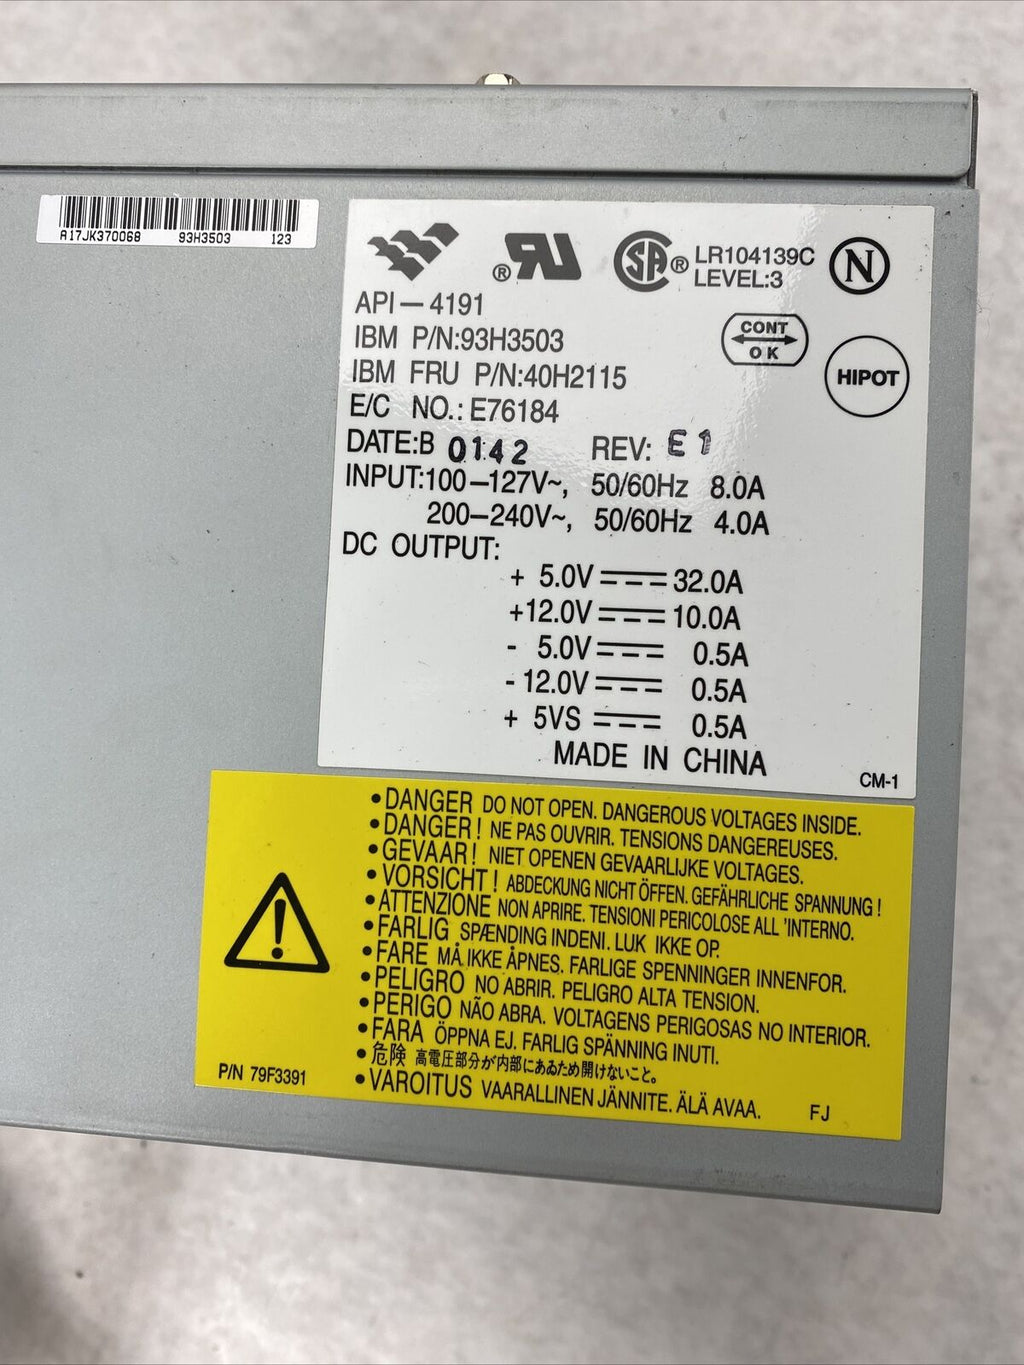 A17JK370068 93H3503 123
® RU
SA ® LR104139C
LEVEL:3
N
API — 4191
IBM P/N:93H3503
CONT
OK
IBM FRU P/N:40H2115
HIPOT
E/C NO.: E76184
DATE:B 0142 REV: E1
INPUT:100–127V~, 50/60Hz 8.0A
200–240V~, 50/60Hz 4.0A
DC OUTPUT:
+ 5.0V 32.0A
+12.0V 10.0A
- 5.0V 0.5A
- 12.0V 0.5A
+ 5VS 0.5A
MADE IN CHINA
CM-1
• DANGER DO NOT OPEN. DANGEROUS VOLTAGES INSIDE.
• DANGER! NE PAS OUVRIR. TENSIONS DANGEREUSES.
• GEVAAR! NIET OPENEN GEVAARLIJKE VOLTAGES.
• VORSICHT! ABDECKUNG NICHT ÖFFEN. GEFÄHRLICHE SPANNUNG!
• ATTENZIONE NON APRIRE. TENSIONI PERICOLOSE ALL 'INTERNO.
• FARLIG SPÆNDING INDENI. LUK IKKE OP.
• FARE MÅ IKKE ÅPNES. FARLIGE SPENNINGER INNENFOR.
• PELIGRO NO ABRIR. PELIGRO ALTA TENSION.
• PERIGO NÃO ABRA. VOLTAGENS PERIGOSAS NO INTERIOR.
• FARA ÖPPNA EJ. FARLIG SPÄNNING INUTI.
• 危険 高電圧部分が内部にあゐため開けないこと。
• VAROITUS VAARALLINEN JÄNNITE. ÄLÄ AVAA.
P/N 79F3391
FJ